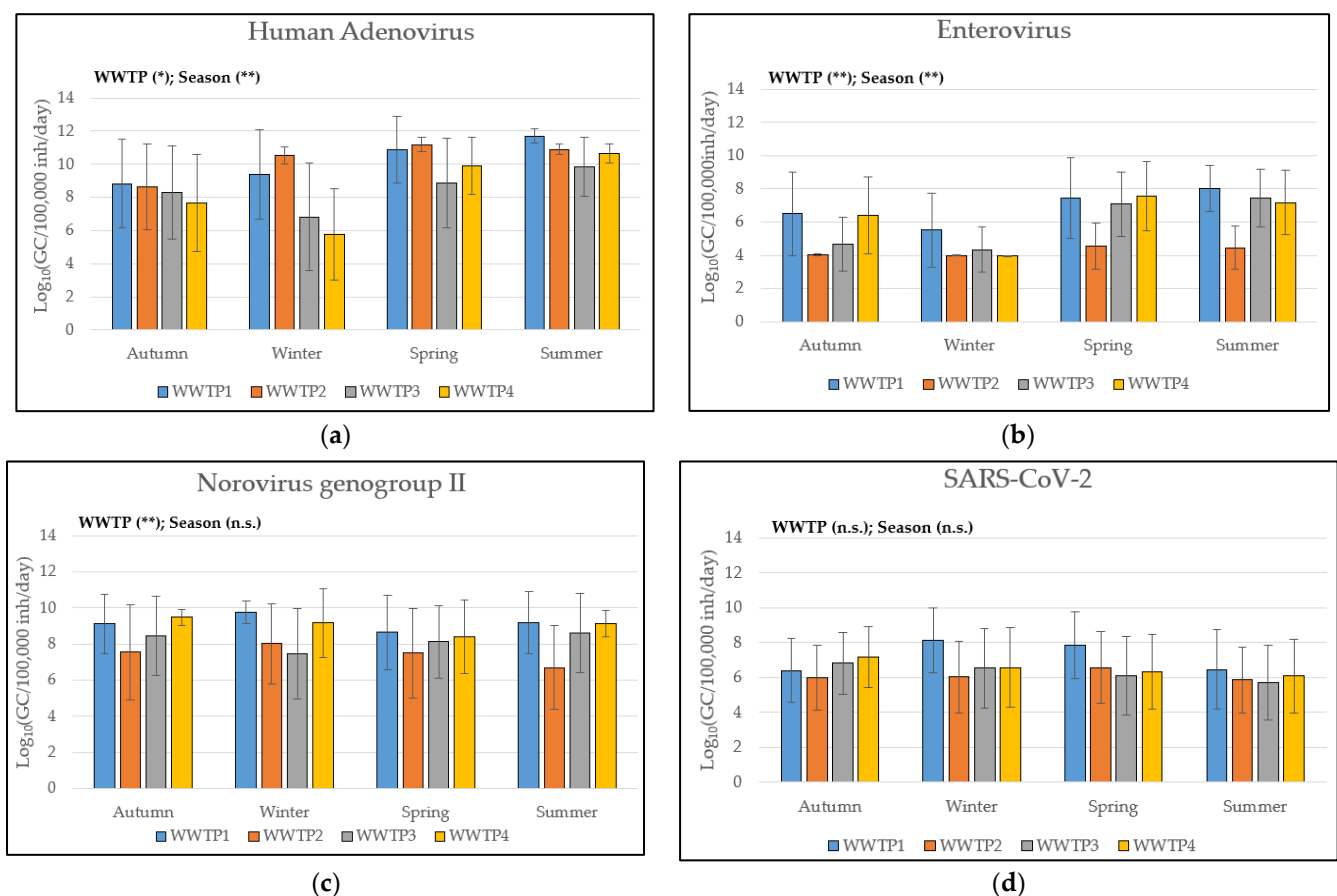 Human Adenovirus
WWTP (*); Season (**)
Log₁₀(GC/100,000 inh/day)
14
12
10
8
6
4
2
0
Autumn Winter Spring Summer
WWTP1 WWTP2 WWTP3 WWTP4
(a)
Enterovirus
WWTP (**); Season (**)
Log₁₀(GC/100,000inh/day)
14
12
10
8
6
4
2
0
Autumn Winter Spring Summer
WWTP1 WWTP2 WWTP3 WWTP4
(b)
Norovirus genogroup II
WWTP (**); Season (n.s.)
Log₁₀(GC/100,000 inh/day)
14
12
10
8
6
4
2
0
Autumn Winter Spring Summer
WWTP1 WWTP2 WWTP3 WWTP4
(c)
SARS-CoV-2
WWTP (n.s.); Season (n.s.)
Log₁₀(GC/100,000 inh/day)
14
12
10
8
6
4
2
0
Autumn Winter Spring Summer
WWTP1 WWTP2 WWTP3 WWTP4
(d)